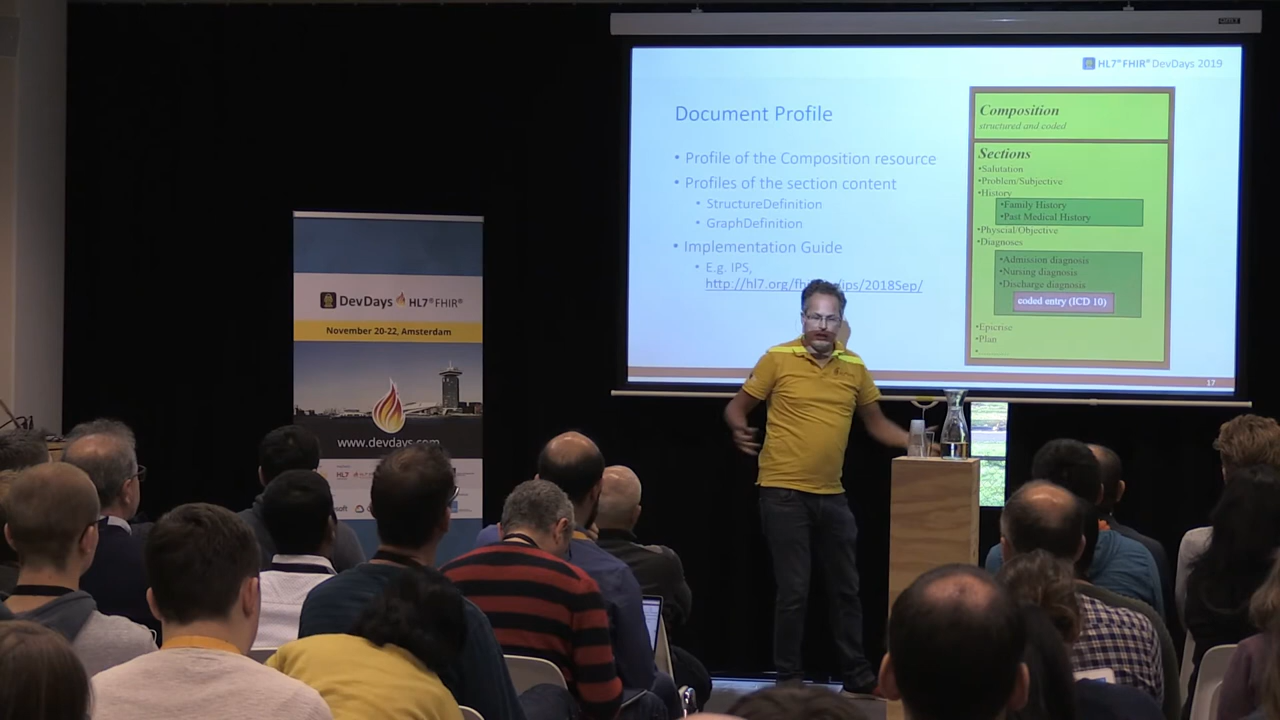 HL7® FHIR® DevDays 2019
Document Profile
• Profile of the Composition resource
• Profiles of the section content
• StructureDefinition
• GraphDefinition
• Implementation Guide
• E.g. IPS,
http://hl7.org/fh ips/2018Sep/
Composition
structured and coded
Sections
•Salutation
•Problem/Subjective
•History
•Family History
•Past Medical History
•Physcial/Objective
•Diagnoses
•Admission diagnosis
•Nursing diagnosis
•Discharge diagnosis
coded entry (ICD 10)
•Epicrise
•Plan
•
17
DevDays HL7® FHIR®
November 20-22, Amsterdam
www.devdays.com
HL7